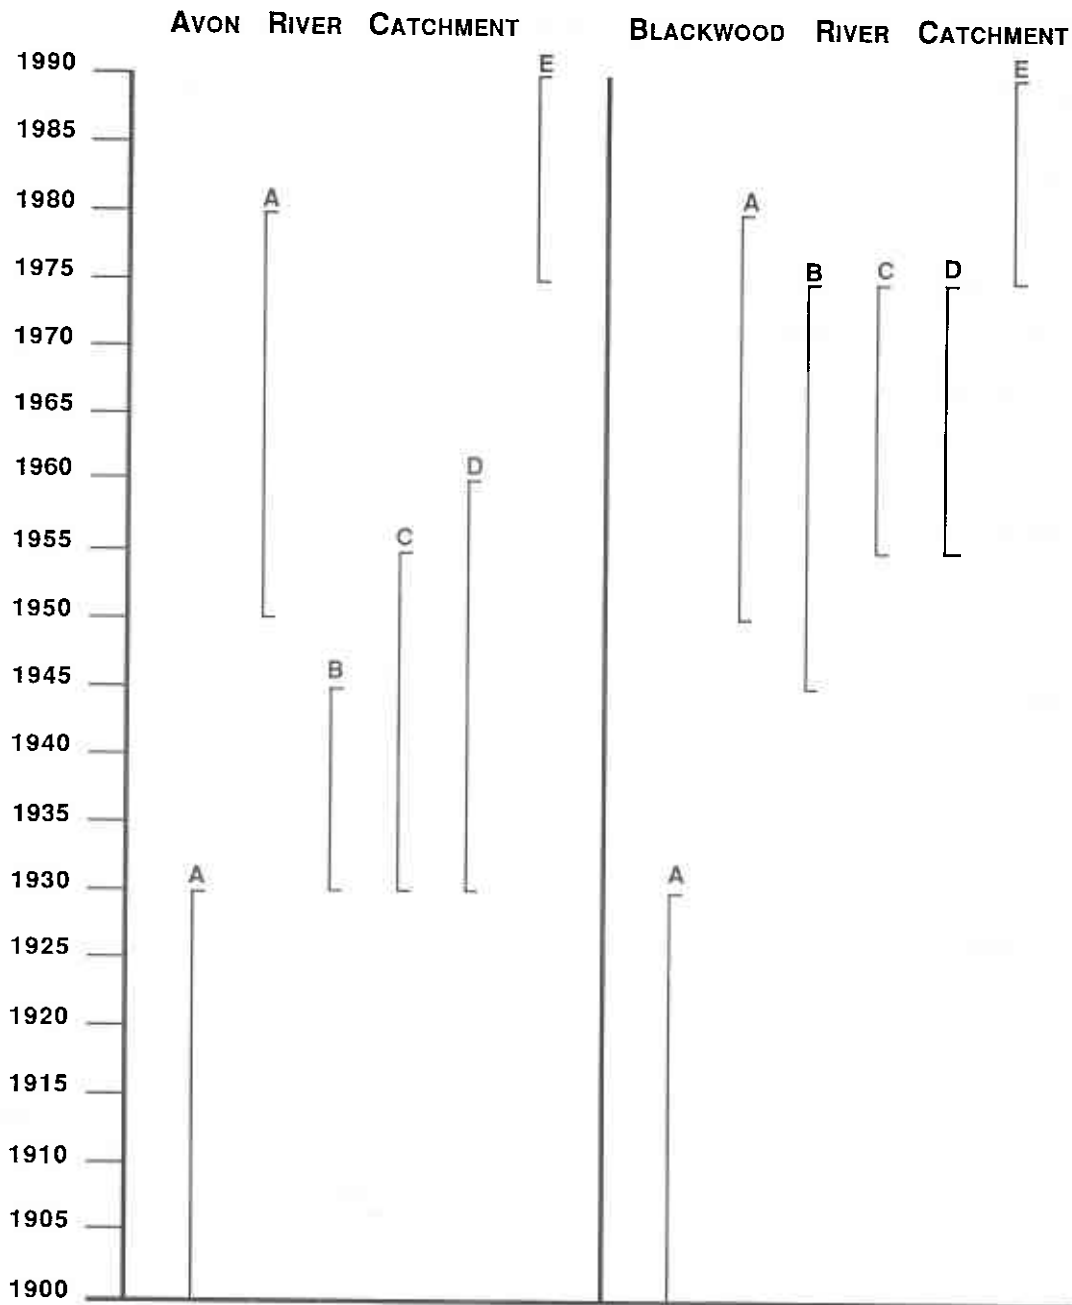 AVON RIVER CATCHMENT BLACKWOOD RIVER CATCHMENT
1990 E E
1985
1980 A A
1975 B C D
1970
1965
1960 D
1955 C
1950
1945 B
1940
1935
1930 A A
1925
1920
1915
1910
1905
1900